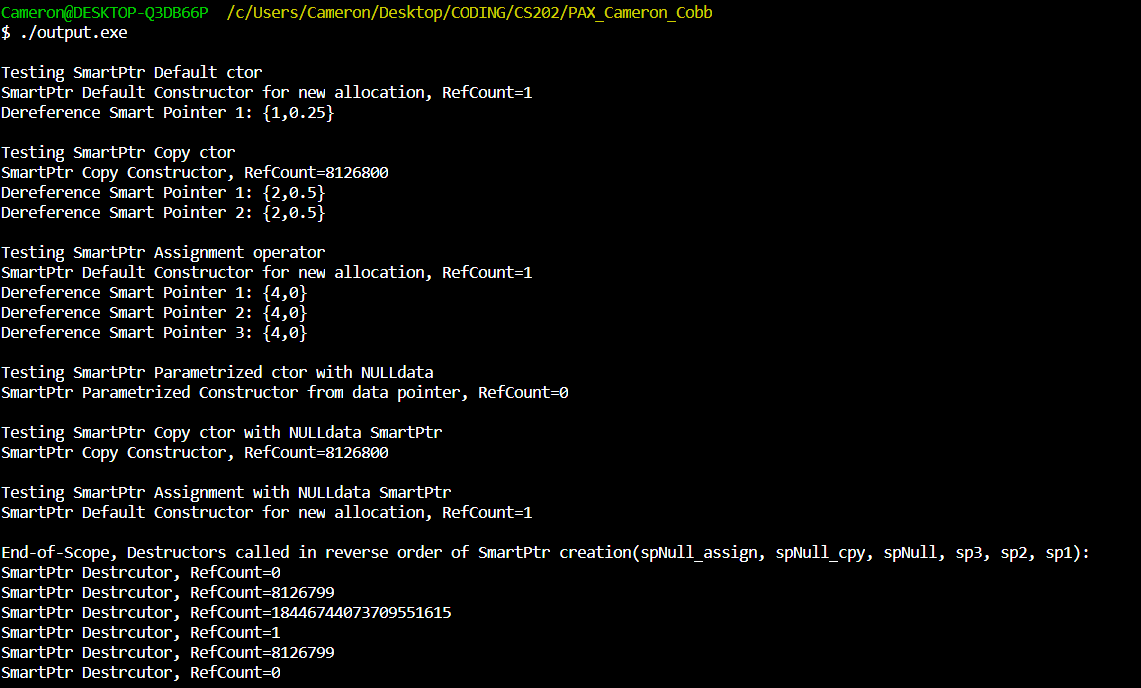 Cameron@DESKTOP-Q3DB66P /c/Users/Cameron/Desktop/CODING/CS202/PAX_Cameron_Cobb
$ ./output.exe
Testing SmartPtr Default ctor
SmartPtr Default Constructor for new allocation, RefCount=1
Dereference Smart Pointer 1: {1,0.25}
Testing SmartPtr Copy ctor
SmartPtr Copy Constructor, RefCount=8126800
Dereference Smart Pointer 1: {2,0.5}
Dereference Smart Pointer 2: {2,0.5}
Testing SmartPtr Assignment operator
SmartPtr Default Constructor for new allocation, RefCount=1
Dereference Smart Pointer 1: {4,0}
Dereference Smart Pointer 2: {4,0}
Dereference Smart Pointer 3: {4,0}
Testing SmartPtr Parametrized ctor with NULLdata
SmartPtr Parametrized Constructor from data pointer, RefCount=0
Testing SmartPtr Copy ctor with NULLdata SmartPtr
SmartPtr Copy Constructor, RefCount=8126800
Testing SmartPtr Assignment with NULLdata SmartPtr
SmartPtr Default Constructor for new allocation, RefCount=1
End-of-Scope, Destructors called in reverse order of SmartPtr creation(spNull_assign, spNull_cpy, spNull, sp3, sp2, sp1):
SmartPtr Destrcutor, RefCount=0
SmartPtr Destrcutor, RefCount=8126799
SmartPtr Destrcutor, RefCount=18446744073709551615
SmartPtr Destrcutor, RefCount=1
SmartPtr Destrcutor, RefCount=8126799
SmartPtr Destrcutor, RefCount=0